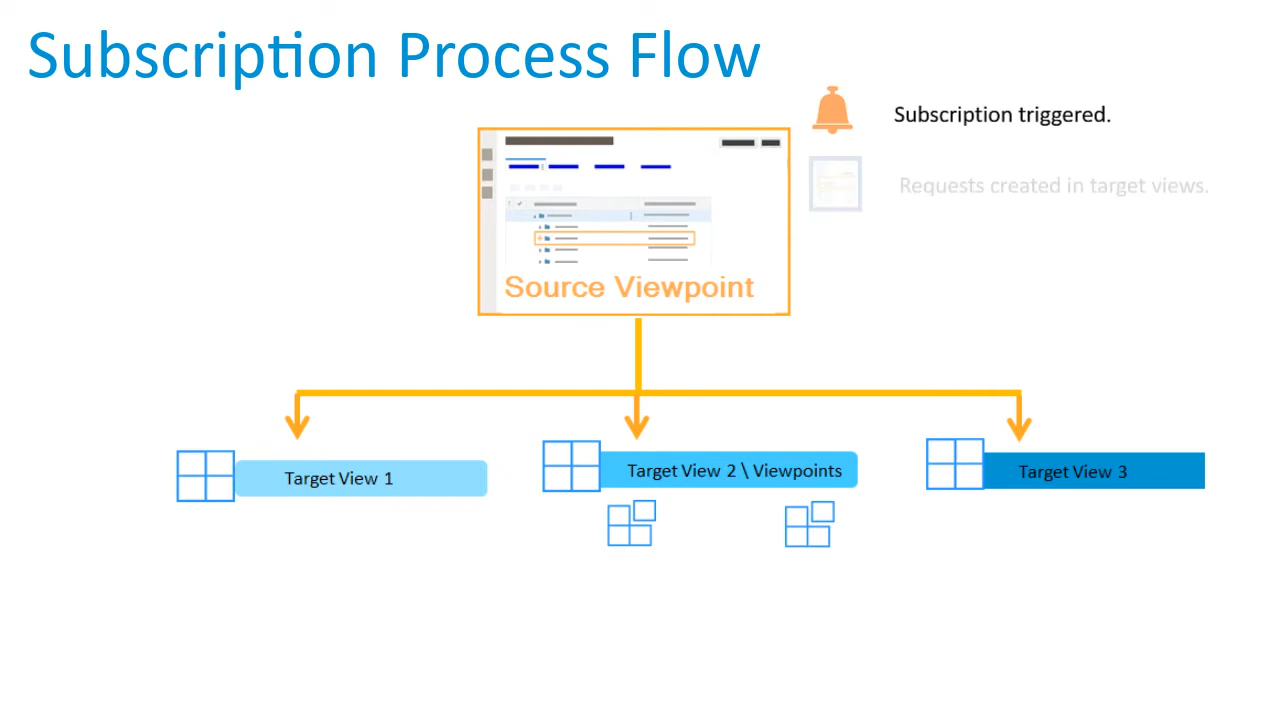 Subscription Process Flow
Subscription triggered.
Requests created in target views.
Source Viewpoint
Target View 1
Target View 2 \ Viewpoints
Target View 3